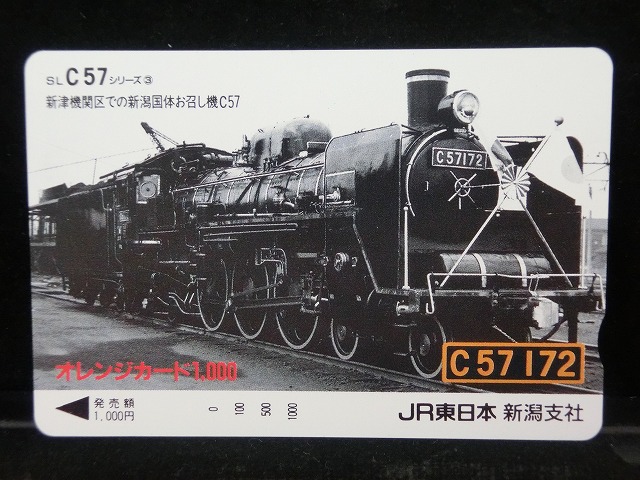 SL C57シリーズ③
新津機関区での新潟国体お召し機C57
C57172
オレンジカード1,000
C57 172
発売額
1,000円
0 100 500 1000
JR東日本 新潟支社